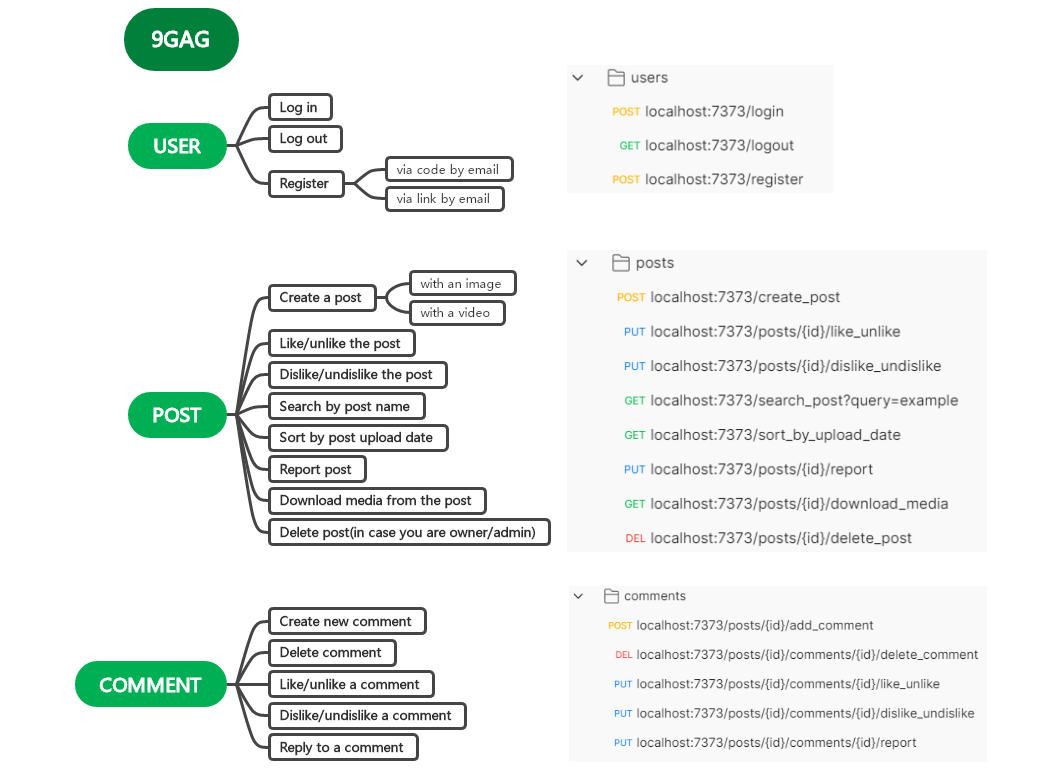 9GAG
USER
Log in
Log out
Register
via code by email
via link by email
users
POST localhost:7373/login
GET localhost:7373/logout
POST localhost:7373/register
POST
Create a post
with an image
with a video
Like/unlike the post
Dislike/undislike the post
Search by post name
Sort by post upload date
Report post
Download media from the post
Delete post(in case you are owner/admin)
posts
POST localhost:7373/create_post
PUT localhost:7373/posts/{id}/like_unlike
PUT localhost:7373/posts/{id}/dislike_undislike
GET localhost:7373/search_post?query=example
GET localhost:7373/sort_by_upload_date
PUT localhost:7373/posts/{id}/report
GET localhost:7373/posts/{id}/download_media
DEL localhost:7373/posts/{id}/delete_post
COMMENT
Create new comment
Delete comment
Like/unlike a comment
Dislike/undislike a comment
Reply to a comment
comments
POST localhost:7373/posts/{id}/add_comment
DEL localhost:7373/posts/{id}/comments/{id}/delete_comment
PUT localhost:7373/posts/{id}/comments/{id}/like_unlike
PUT localhost:7373/posts/{id}/comments/{id}/dislike_undislike
PUT localhost:7373/posts/{id}/comments/{id}/report